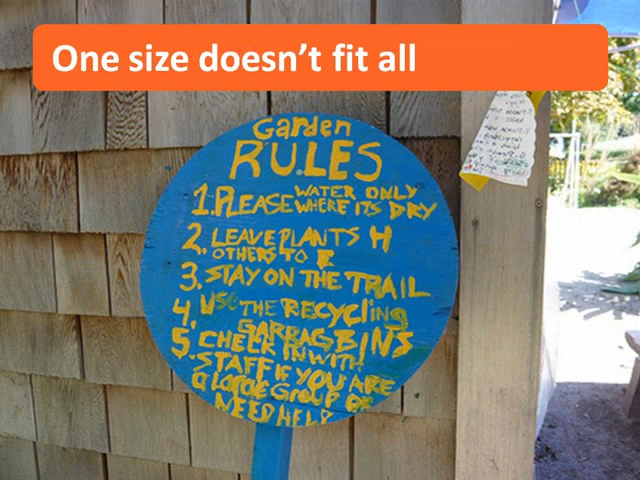 One size doesn’t fit all
Garden
RULES
1. PLEASE WATER ONLY
WHERE ITS DRY
2. LEAVE PLANTS H
OTHERS TO E
3. STAY ON THE TRAIL
4. Use THE RECYCling
GARBAG BINS
5. CHECK IN WITH
STAFF IF YOU ARE
a LARGE GROUP or
NEED HELP